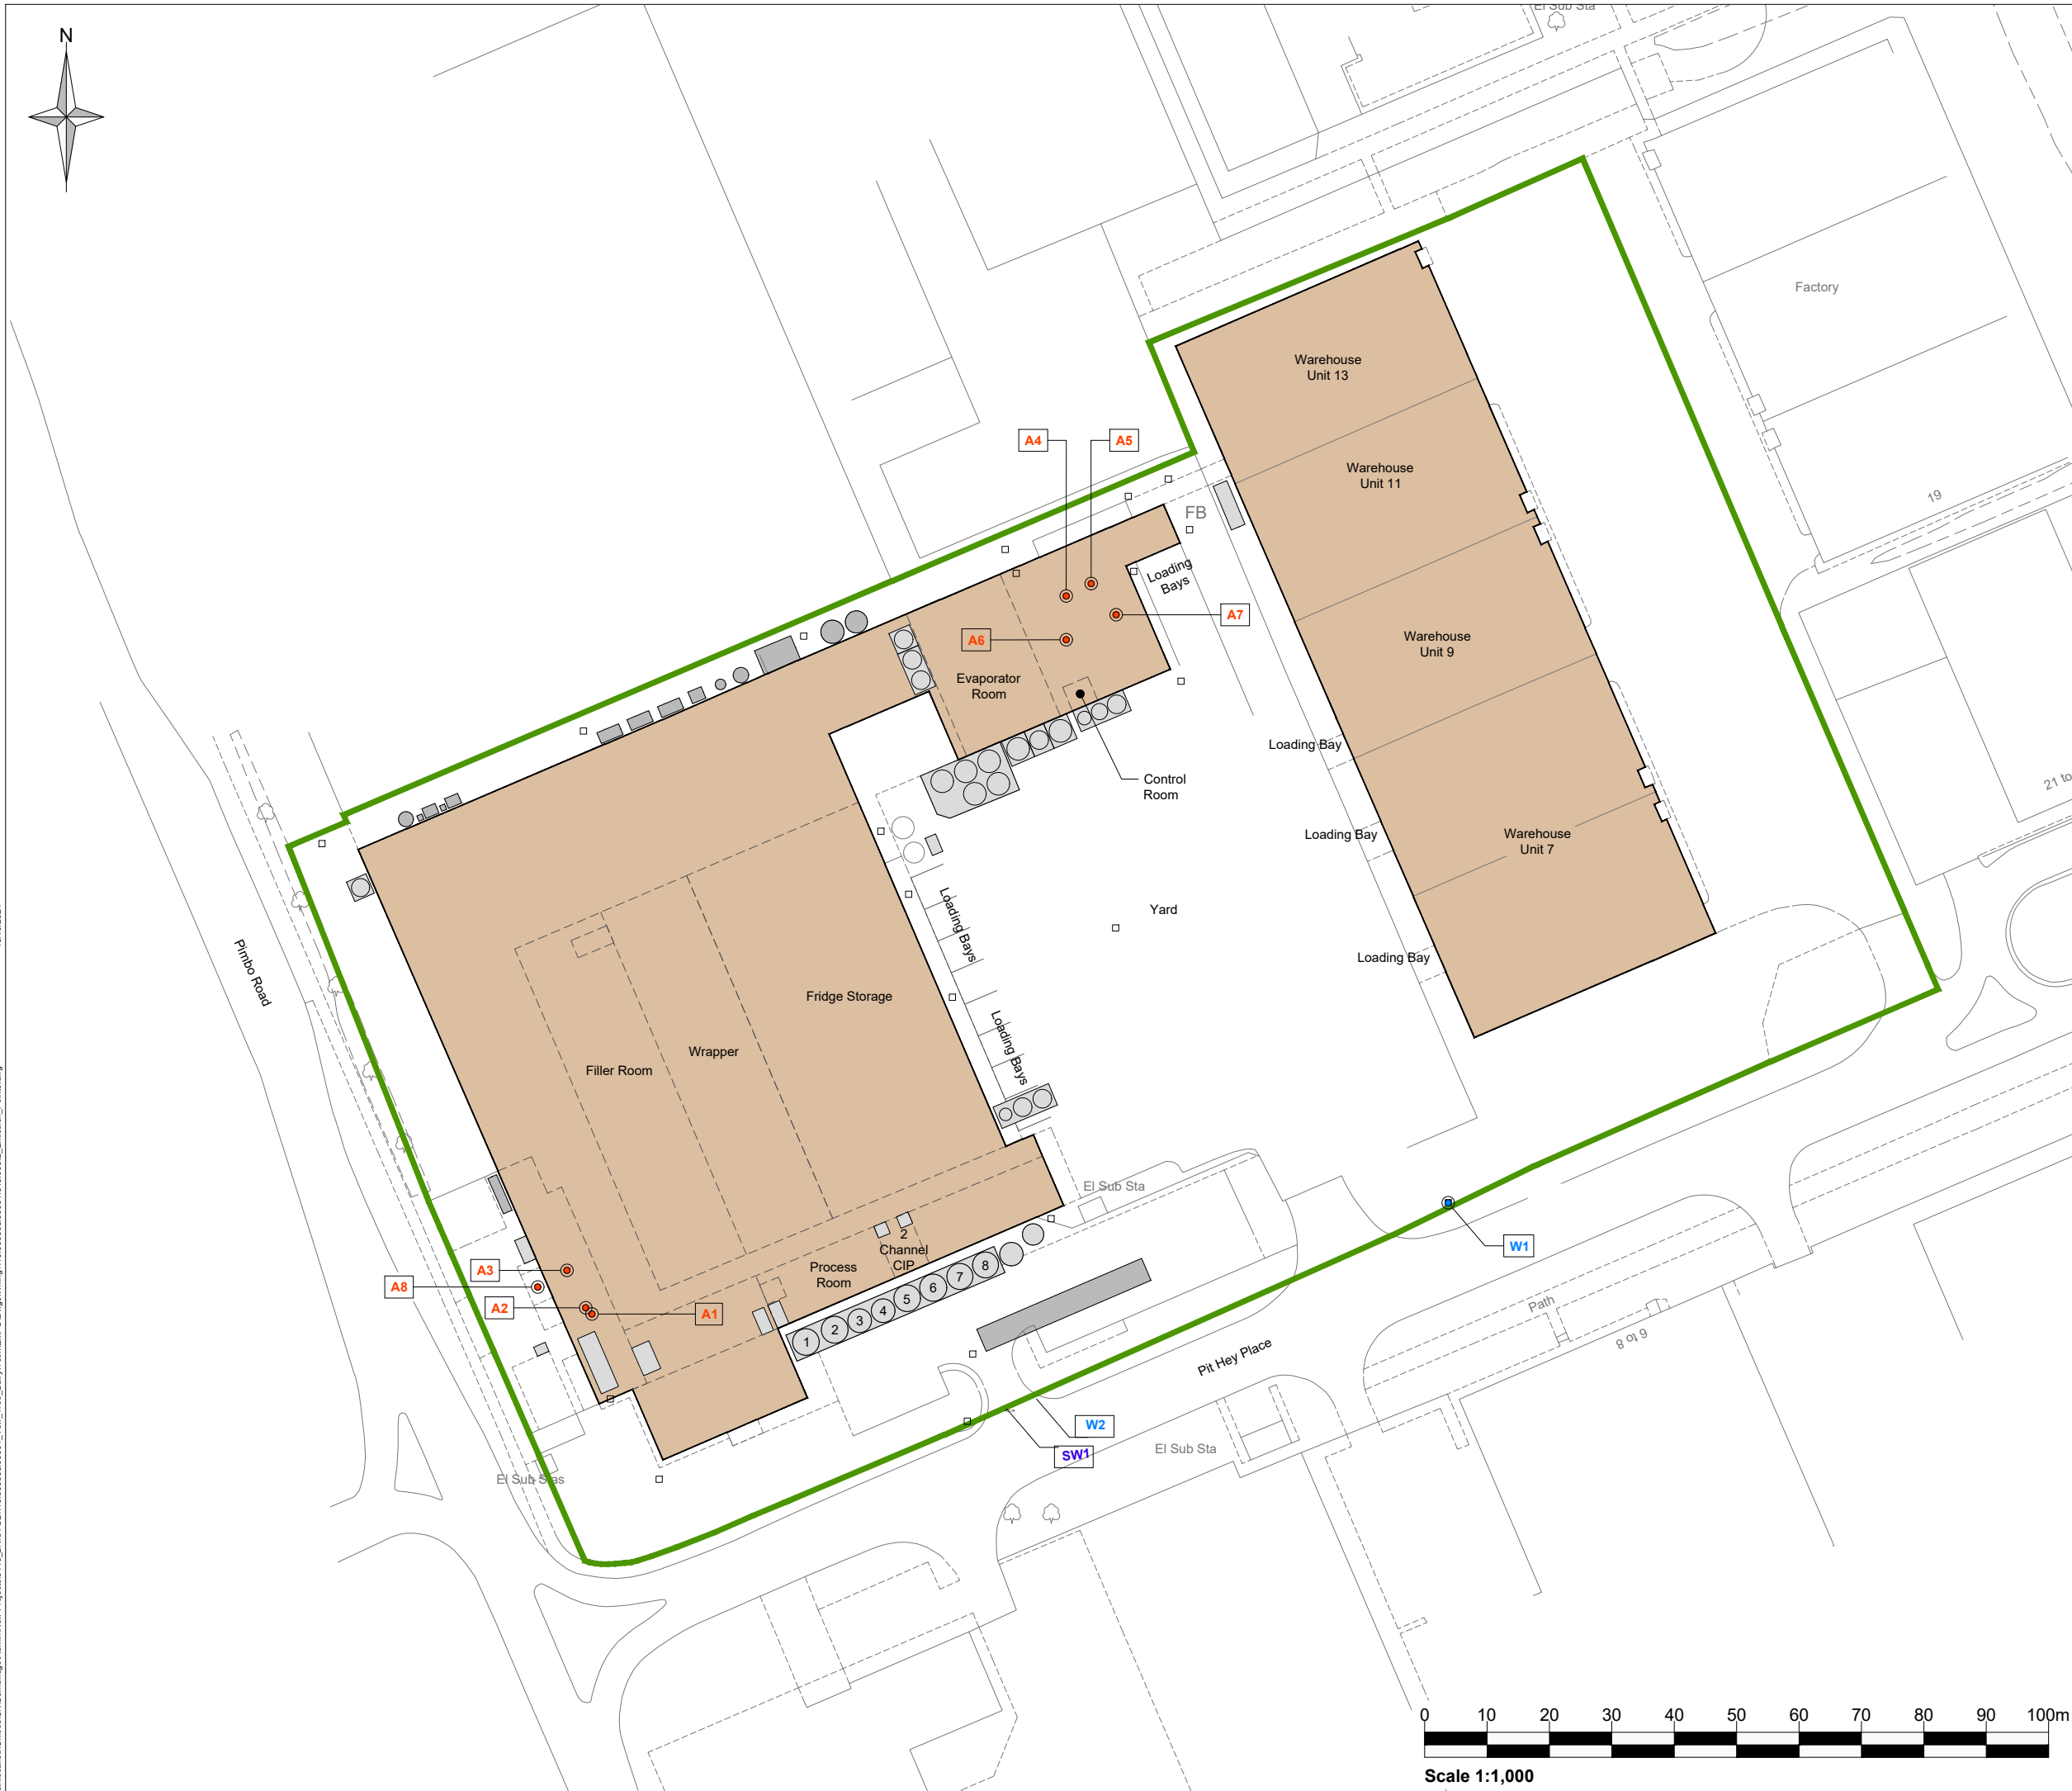 El Sub Sta
N
Factory
Warehouse
Unit 13
A4
A5
Warehouse
Unit 11
19
FB
Loading
Bays
A7
A6
Warehouse
Unit 9
Evaporator
Room
Loading Bay
Control
Room
21 to
Loading Bay
Warehouse
Unit 7
Yard
Loading Bays
Pimbo Road
Loading Bay
Fridge Storage
Loading Bays
Wrapper
Filler Room
El Sub Sta
2
Channel
CIP
W1
Process
Room
A3
A8
A2
A1
1
2
3
4
5
6
7
8
Path
6 to 8
Pit Hey Place
W2
SW1
El Sub Sta
El Sub Stas
0 10 20 30 40 50 60 70 80 90 100m
Scale 1:1,000